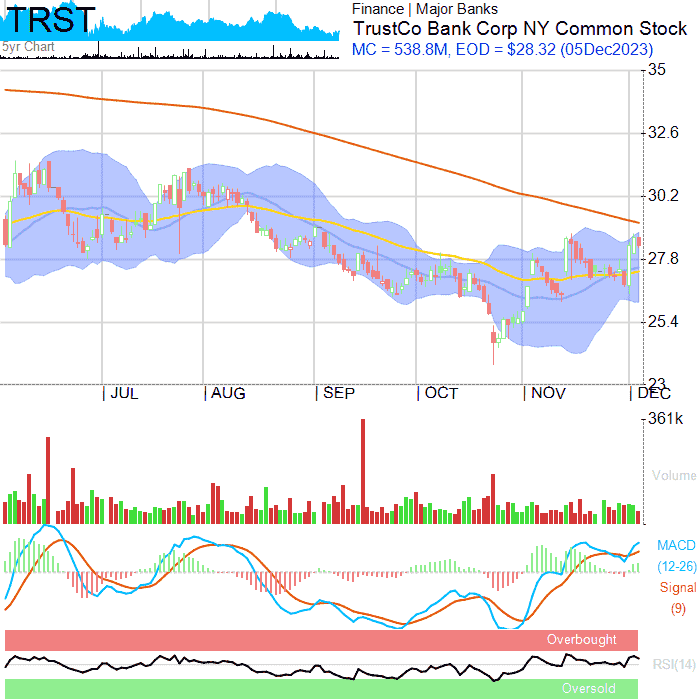 TRST
5yr Chart
Finance | Major Banks
TrustCo Bank Corp NY Common Stock
MC = 538.8M, EOD = $28.32 (05Dec2023)
35
32.6
30.2
27.8
25.4
23
JUL AUG SEP OCT NOV DEC
361k
Volume
MACD
(12-26)
Signal
(9)
Overbought
RSI(14)
Oversold